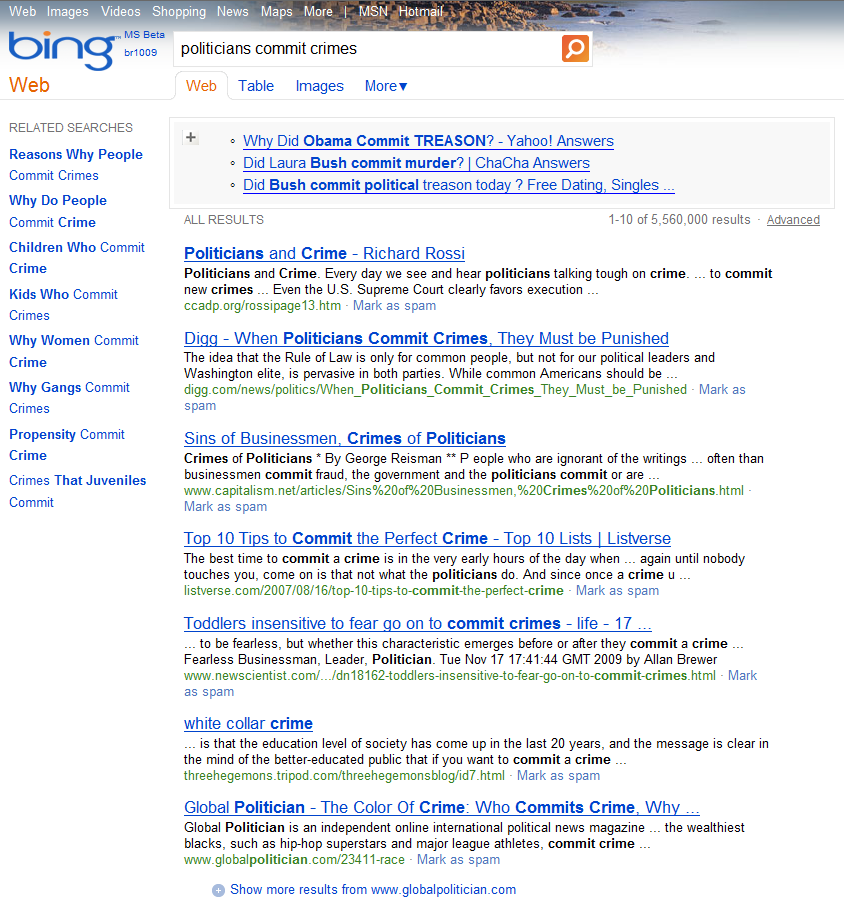 Web Images Videos Shopping News Maps More | MSN Hotmail
bing™ MS Beta
br1009
politicians commit crimes
Web
Web Table Images More▼
RELATED SEARCHES
Reasons Why People
Commit Crimes
Why Do People
Commit Crime
Children Who Commit
Crime
Kids Who Commit
Crimes
Why Women Commit
Crime
Why Gangs Commit
Crimes
Propensity Commit
Crime
Crimes That Juveniles
Commit
+
◦ Why Did Obama Commit TREASON? - Yahoo! Answers
◦ Did Laura Bush commit murder? | ChaCha Answers
◦ Did Bush commit political treason today ? Free Dating, Singles ...
ALL RESULTS 1-10 of 5,560,000 results · Advanced
Politicians and Crime - Richard Rossi
Politicians and Crime. Every day we see and hear politicians talking tough on crime. ... to commit
new crimes ... Even the U.S. Supreme Court clearly favors execution ...
ccadp.org/rossipage13.htm · Mark as spam
Digg - When Politicians Commit Crimes, They Must be Punished
The idea that the Rule of Law is only for common people, but not for our political leaders and
Washington elite, is pervasive in both parties. While common Americans should be ...
digg.com/news/politics/When_Politicians_Commit_Crimes_They_Must_be_Punished · Mark as
spam
Sins of Businessmen, Crimes of Politicians
Crimes of Politicians * By George Reisman ** P eople who are ignorant of the writings ... often than
businessmen commit fraud, the government and the politicians commit or are ...
www.capitalism.net/articles/Sins%20of%20Businessmen,%20Crimes%20of%20Politicians.html ·
Mark as spam
Top 10 Tips to Commit the Perfect Crime - Top 10 Lists | Listverse
The best time to commit a crime is in the very early hours of the day when ... again until nobody
touches you, come on is that not what the politicians do. And since once a crime u ...
listverse.com/2007/08/16/top-10-tips-to-commit-the-perfect-crime · Mark as spam
Toddlers insensitive to fear go on to commit crimes - life - 17 ...
... to be fearless, but whether this characteristic emerges before or after they commit a crime ...
Fearless Businessman, Leader, Politician. Tue Nov 17 17:41:44 GMT 2009 by Allan Brewer
www.newscientist.com/.../dn18162-toddlers-insensitive-to-fear-go-on-to-commit-crimes.html · Mark
as spam
white collar crime
... is that the education level of society has come up in the last 20 years, and the message is clear in
the mind of the better-educated public that if you want to commit a crime ...
threehegemons.tripod.com/threehegemonsblog/id7.html · Mark as spam
Global Politician - The Color Of Crime: Who Commits Crime, Why ...
Global Politician is an independent online international political news magazine ... the wealthiest
blacks, such as hip-hop superstars and major league athletes, commit crime ...
www.globalpolitician.com/23411-race · Mark as spam
Show more results from www.globalpolitician.com